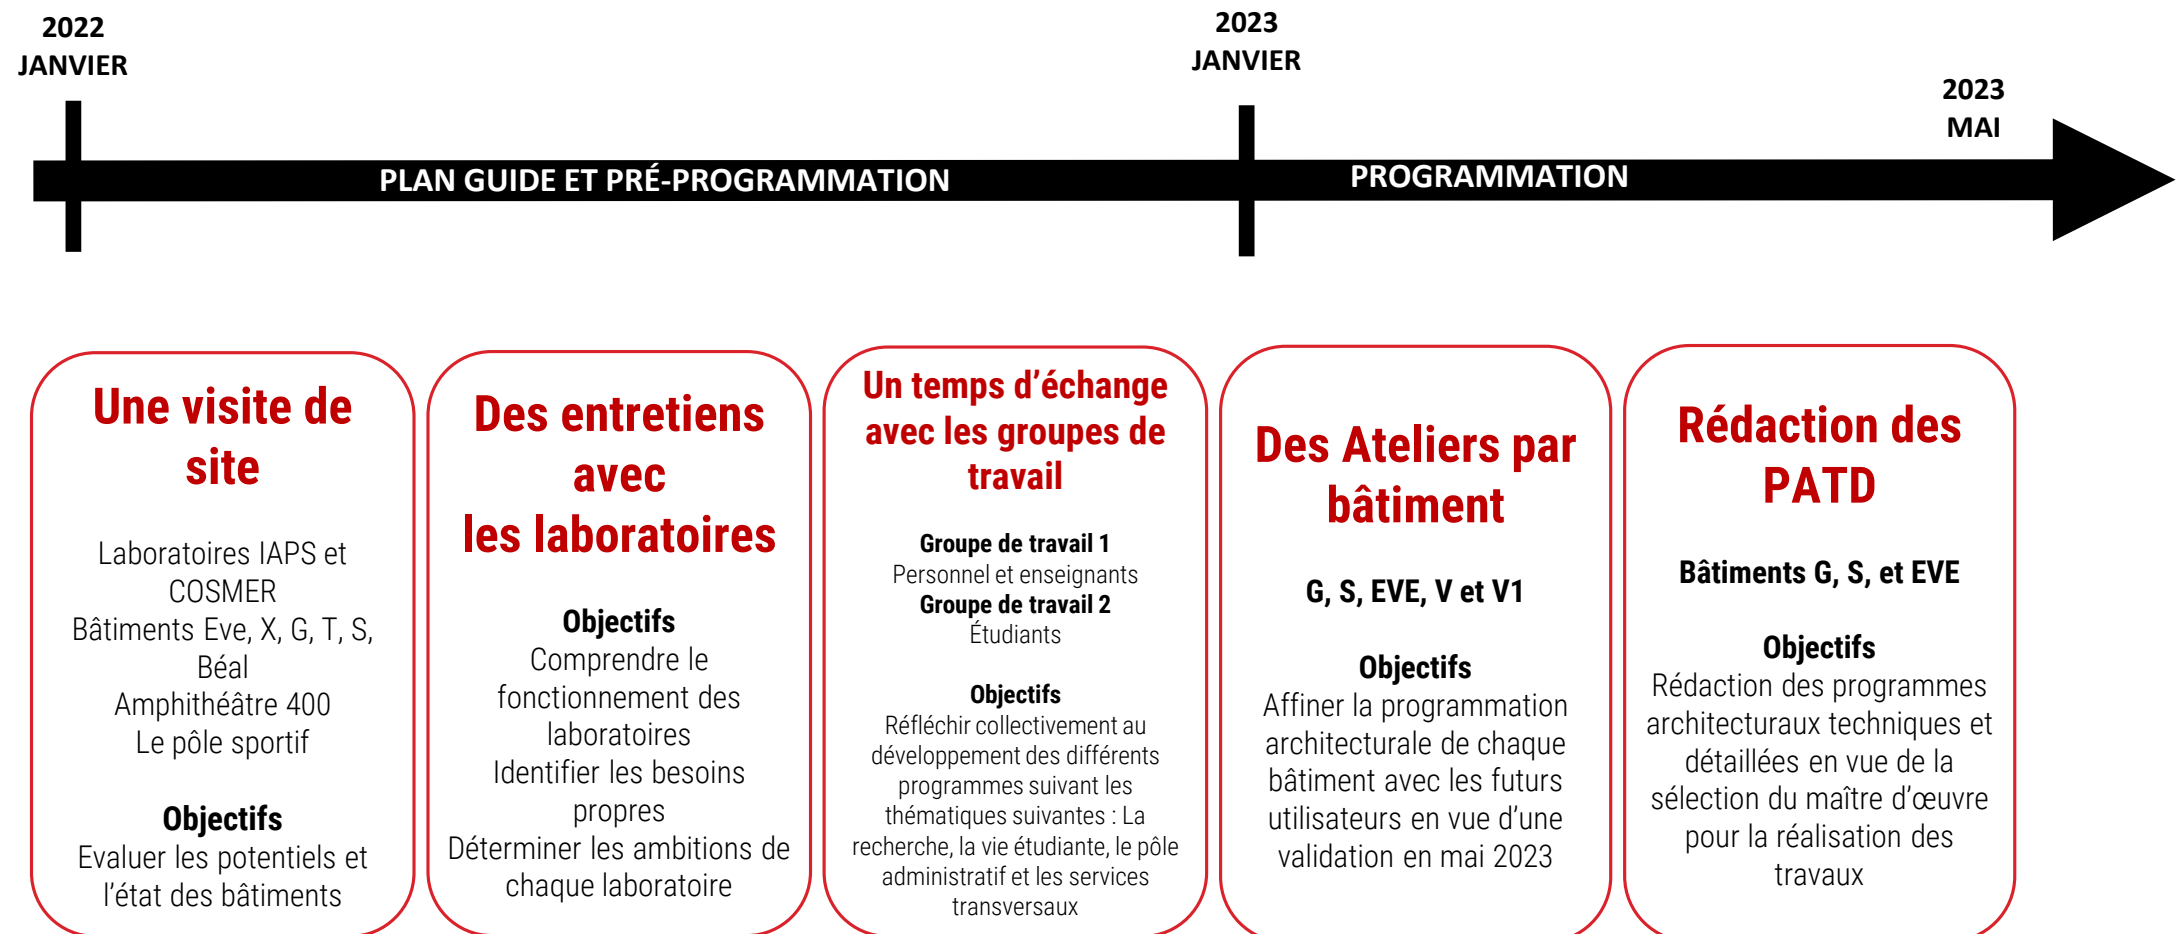 2022
JANVIER
2023
JANVIER
2023
MAI
PLAN GUIDE ET PRÉ-PROGRAMMATION
PROGRAMMATION
Une visite de
site
Laboratoires IAPS et
COSMER
Bâtiments Eve, X, G, T, S,
Béal
Amphithéâtre 400
Le pôle sportif
Objectifs
Evaluer les potentiels et
l'état des bâtiments
Des entretiens
avec
les laboratoires
Objectifs
Comprendre le
fonctionnement des
laboratoires
Identifier les besoins
propres
Déterminer les ambitions de
chaque laboratoire
Un temps d'échange
avec les groupes de
travail
Groupe de travail 1
Personnel et enseignants
Groupe de travail 2
Étudiants
Objectifs
Réfléchir collectivement au
développement des différents
programmes suivant les
thématiques suivantes : La
recherche, la vie étudiante, le pôle
administratif et les services
transversaux
Des Ateliers par
bâtiment
G, S, EVE, V et V1
Objectifs
Affiner la programmation
architecturale de chaque
bâtiment avec les futurs
utilisateurs en vue d'une
validation en mai 2023
Rédaction des
PATD
Bâtiments G, S, et EVE
Objectifs
Rédaction des programmes
architecturaux techniques et
détaillées en vue de la
sélection du maître d'œuvre
pour la réalisation des
travaux